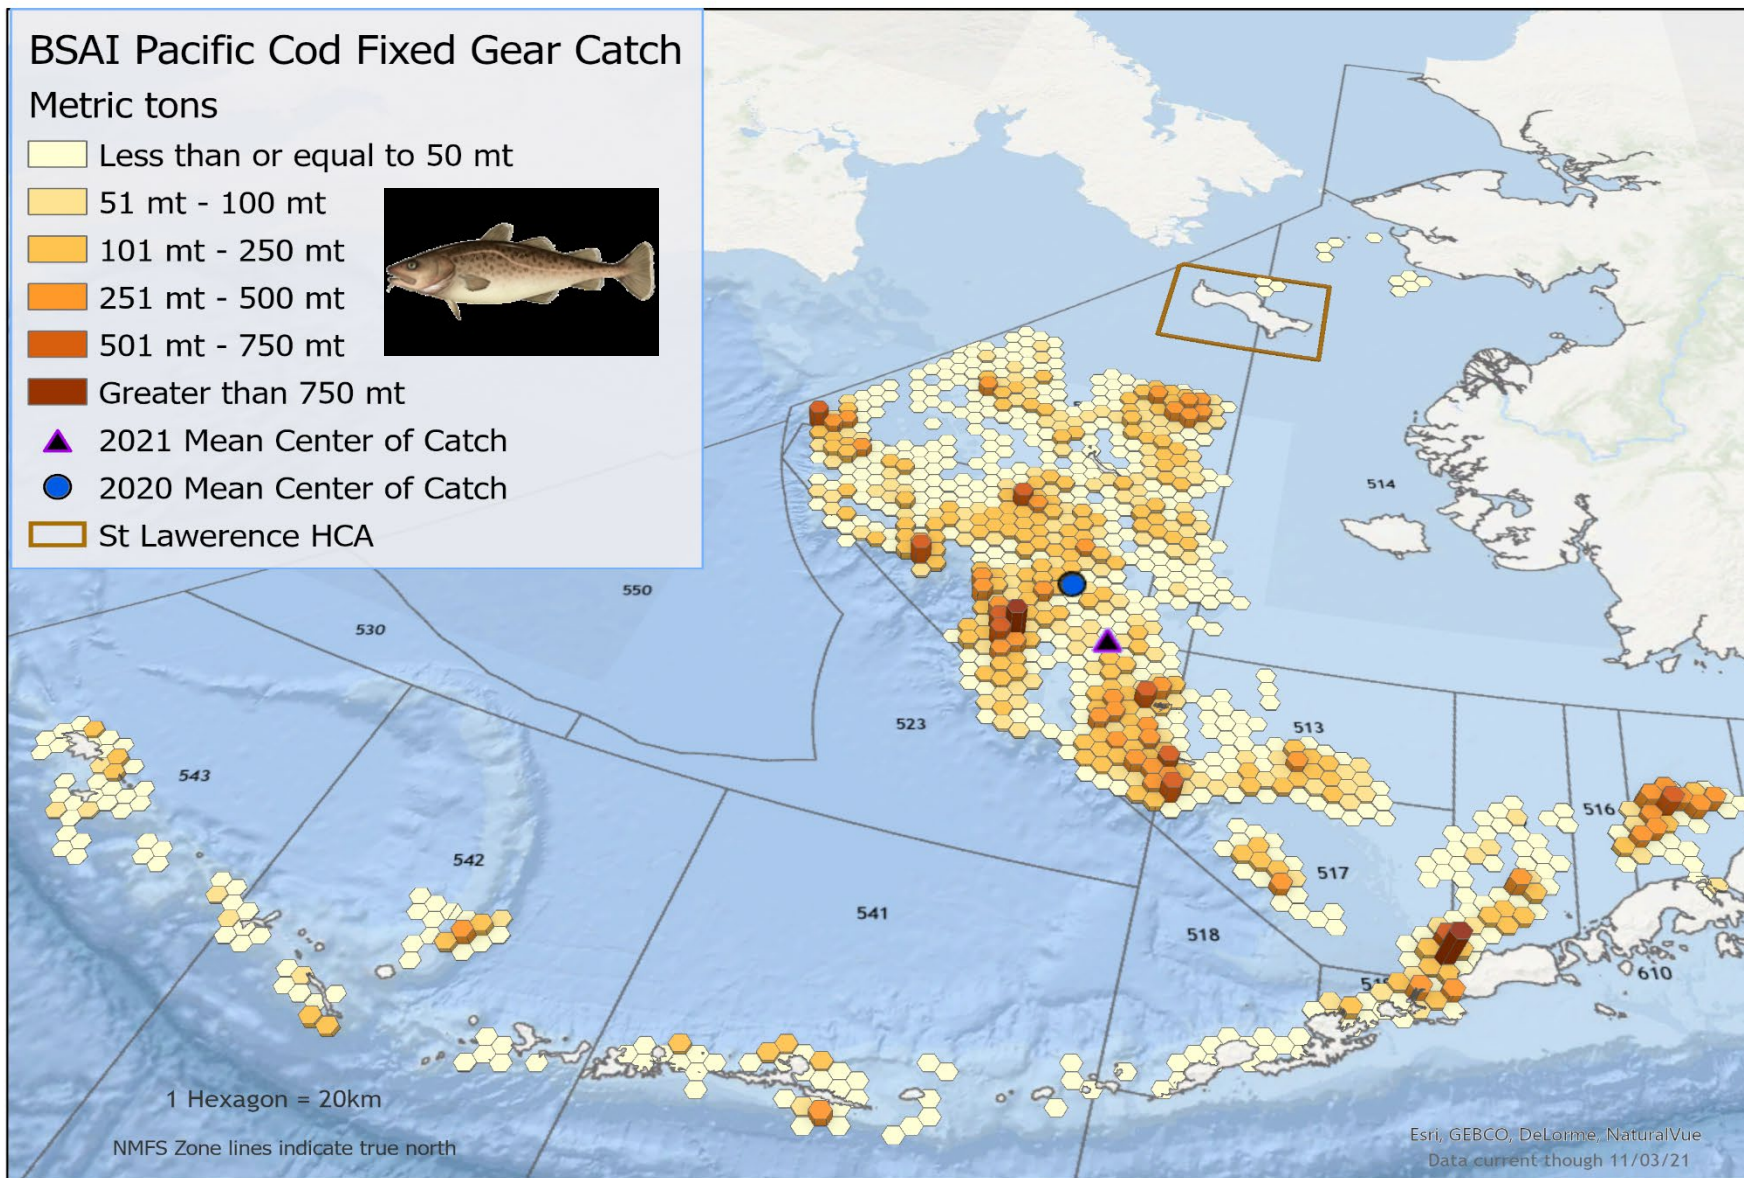 BSAI Pacific Cod Fixed Gear Catch
Metric tons
Less than or equal to 50 mt
51 mt - 100 mt
101 mt - 250 mt
251 mt - 500 mt
501 mt - 750 mt
Greater than 750 mt
2021 Mean Center of Catch
2020 Mean Center of Catch
St Lawerence HCA
514
550
530
523
513
543
516
542
517
541
518
610
1 Hexagon = 20km
NMFS Zone lines indicate true north
Esri, GEBCO, DeLorme, NaturalVue
Data current though 11/03/21